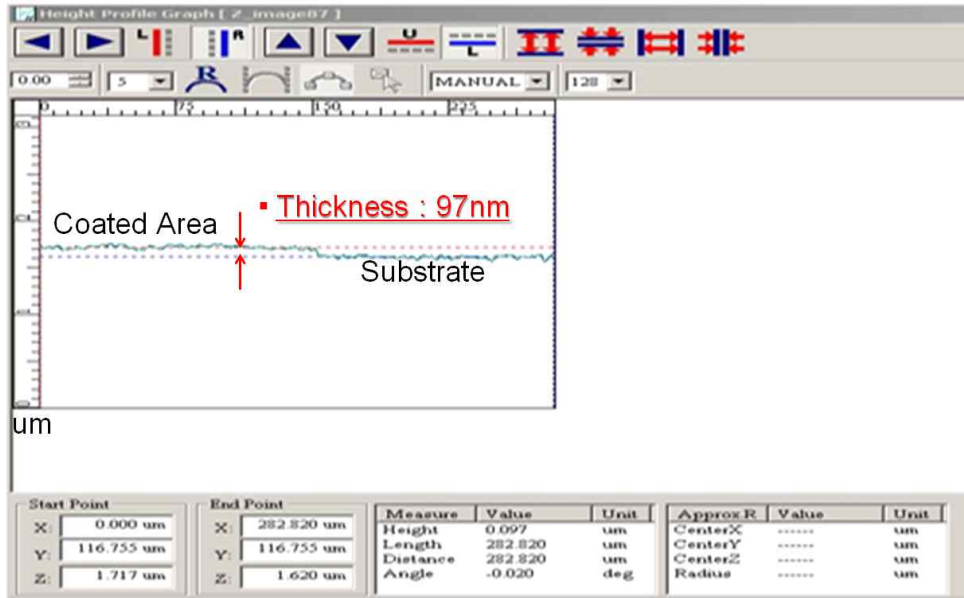 Height Profile Graph [ Z_image87 ]
L R U L
0.00 5 R MANUAL 128
0 75 150 225
▪ Thickness : 97nm
Coated Area
Substrate
um
Start Point End Point
Measure Value Unit Approx.R Value Unit
X: 0.000 um X: 282.820 um Height 0.097 um CenterX ------ um
Y: 116.755 um Y: 116.755 um Length 282.820 um CenterY ------ um
Distance 282.820 um CenterZ ------ um
Z: 1.717 um Z: 1.620 um Angle -0.020 deg Radius ------ um